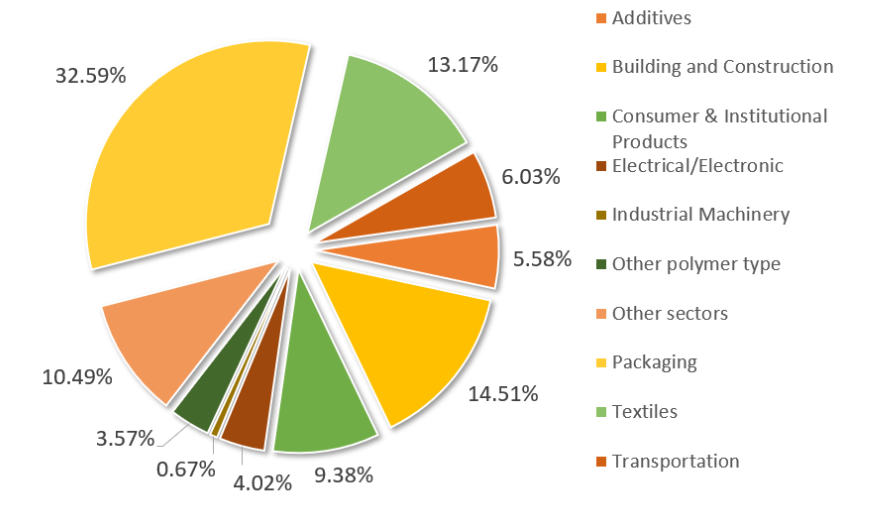 Additives
13.17%
32.59%
Building and Construction
Consumer & Institutional
Products
Electrical/Electronic
6.03%
Industrial Machinery
5.58%
Other polymer type
Other sectors
Packaging
10.49%
14.51%
Textiles
3.57%
Transportation
0.67%
9.38%
4.02%